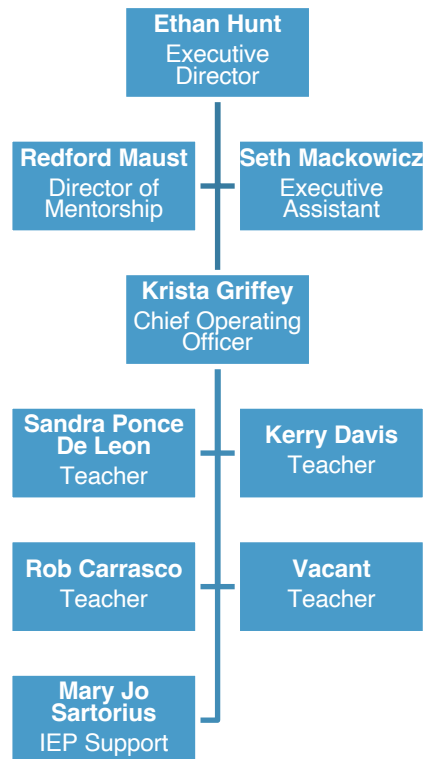 Ethan Hunt
Executive
Director
Redford Maust
Director of
Mentorship
Seth Mackowicz
Executive
Assistant
Krista Griffey
Chief Operating
Officer
Sandra Ponce
De Leon
Teacher
Kerry Davis
Teacher
Rob Carrasco
Teacher
Vacant
Teacher
Mary Jo
Sartorius
IEP Support